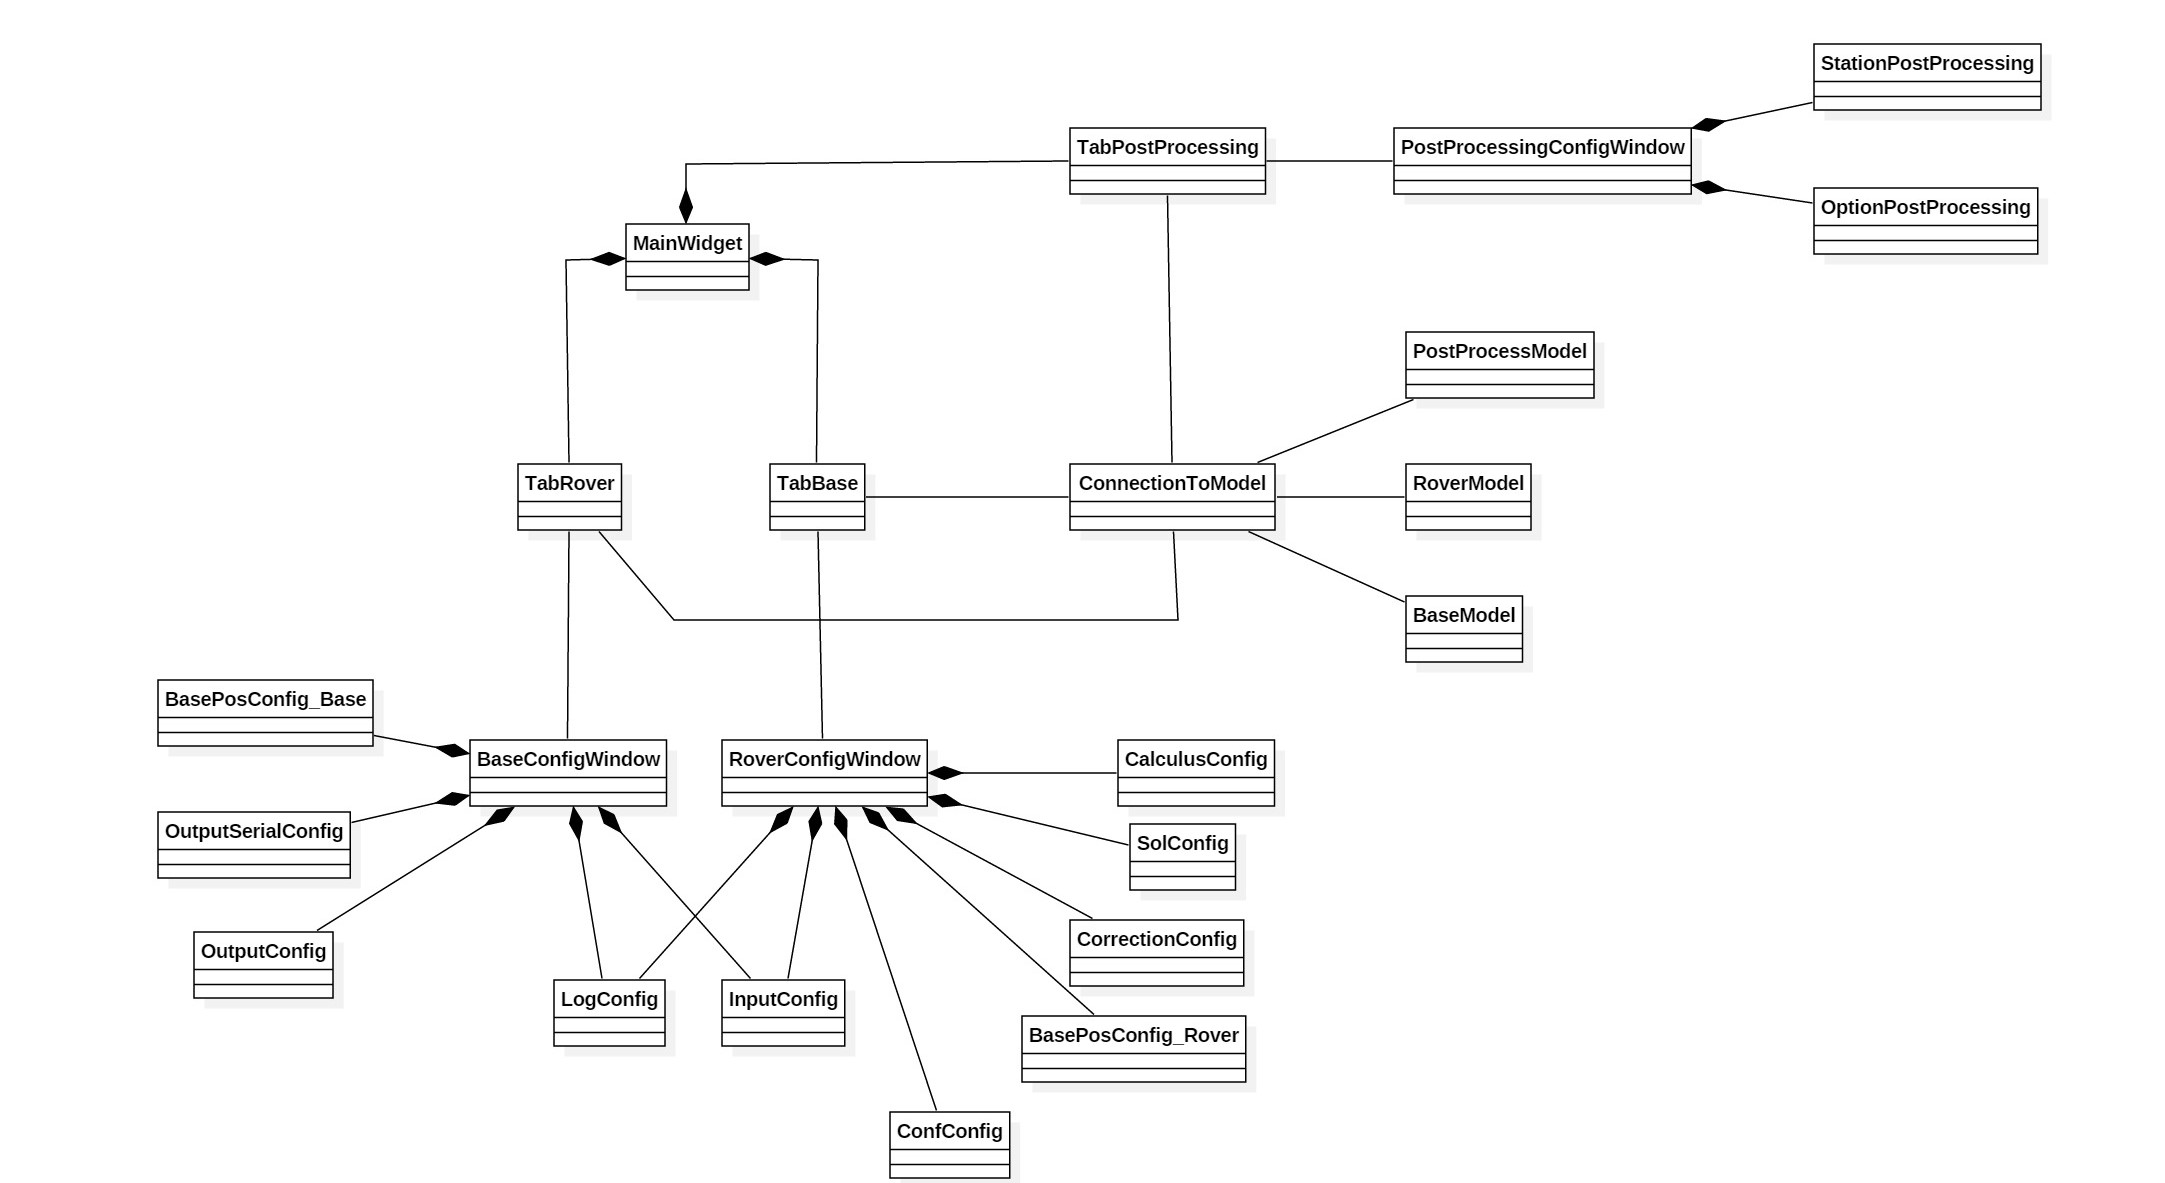 StationPostProcessing
TabPostProcessing
PostProcessingConfigWindow
OptionPostProcessing
MainWidget
PostProcessModel
TabRover
TabBase
ConnectionToModel
RoverModel
BaseModel
BasePosConfig_Base
BaseConfigWindow
RoverConfigWindow
CalculusConfig
OutputSerialConfig
SolConfig
OutputConfig
CorrectionConfig
LogConfig
InputConfig
BasePosConfig_Rover
ConfConfig